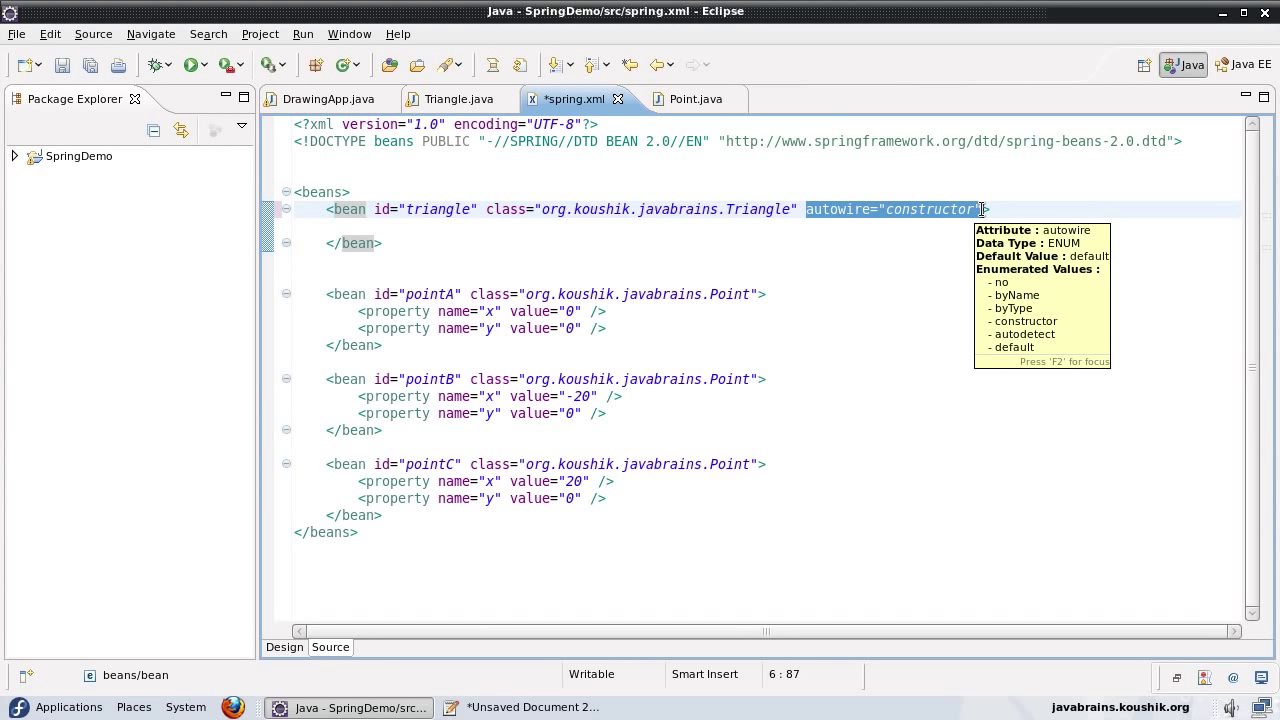 Java - SpringDemo/src/spring.xml - Eclipse
File Edit Source Navigate Search Project Run Window Help
Java Java EE
Package Explorer
DrawingApp.java Triangle.java *spring.xml Point.java
SpringDemo
<?xml version="1.0" encoding="UTF-8"?>
<!DOCTYPE beans PUBLIC "-//SPRING//DTD BEAN 2.0//EN" "http://www.springframework.org/dtd/spring-beans-2.0.dtd">
<beans>
<bean id="triangle" class="org.koushik.javabrains.Triangle" autowire="constructor">
</bean>
Attribute : autowire
Data Type : ENUM
Default Value : default
Enumerated Values :
- no
- byName
- byType
- constructor
- autodetect
- default
Press 'F2' for focus
<bean id="pointA" class="org.koushik.javabrains.Point">
<property name="x" value="0" />
<property name="y" value="0" />
</bean>
<bean id="pointB" class="org.koushik.javabrains.Point">
<property name="x" value="-20" />
<property name="y" value="0" />
</bean>
<bean id="pointC" class="org.koushik.javabrains.Point">
<property name="x" value="20" />
<property name="y" value="0" />
</bean>
</beans>
Design Source
beans/bean Writable Smart Insert 6 : 87
Applications Places System Java - SpringDemo/src... *Unsaved Document 2... javabrains.koushik.org